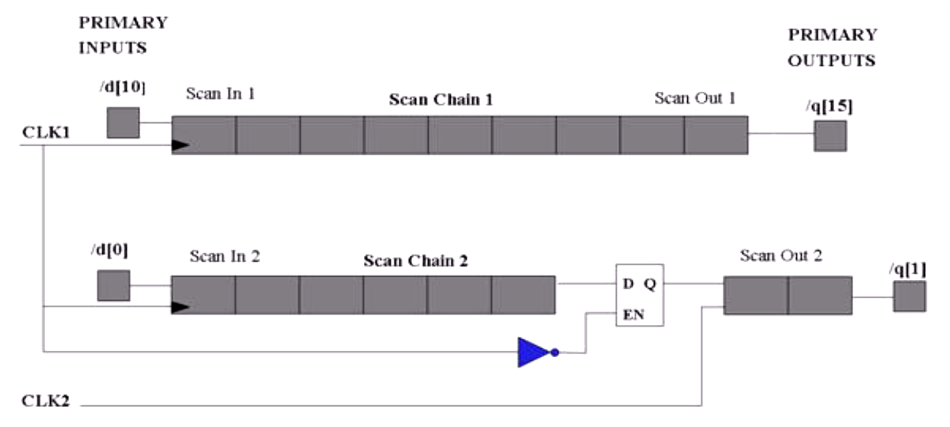 PRIMARY
INPUTS
PRIMARY
OUTPUTS
/d[10]
Scan In 1
Scan Chain 1
Scan Out 1
/q[15]
CLK1
/d[0]
Scan In 2
Scan Chain 2
Scan Out 2
/q[1]
D Q
EN
CLK2